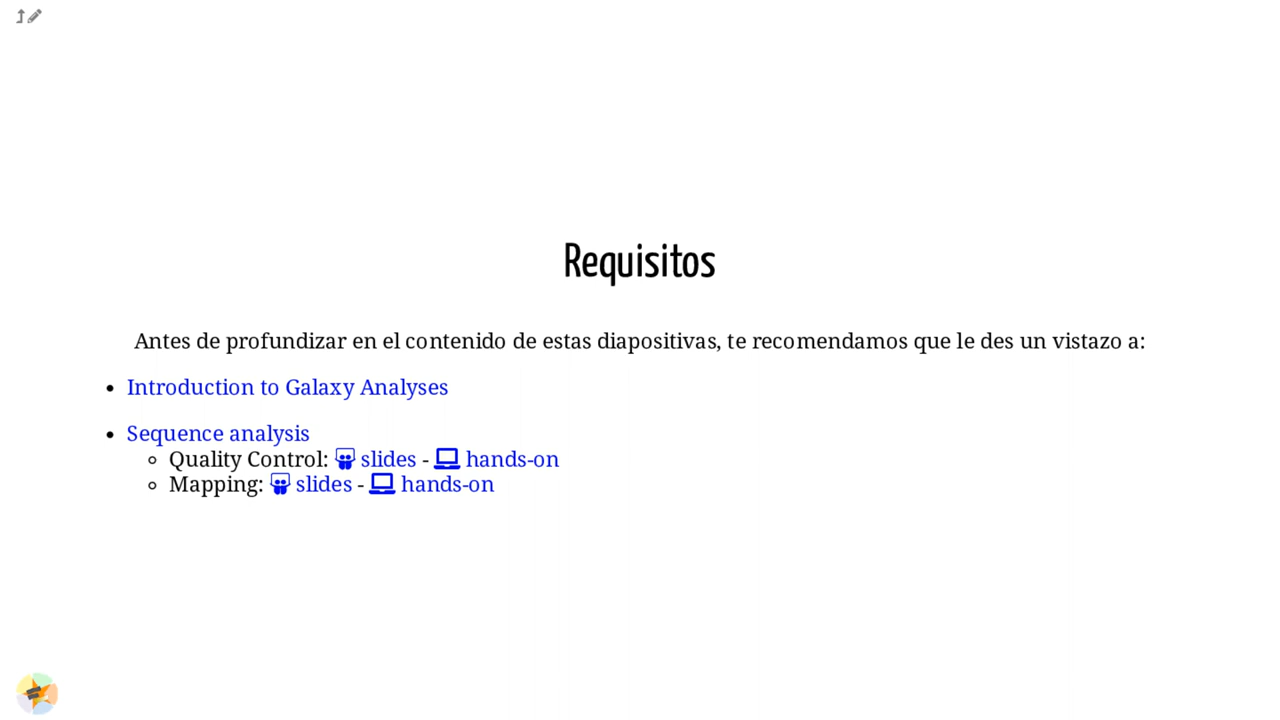 Requisitos
Antes de profundizar en el contenido de estas diapositivas, te recomendamos que le des un vistazo a:
Introduction to Galaxy Analyses
Sequence analysis
Quality Control: slides - hands-on
Mapping: slides - hands-on